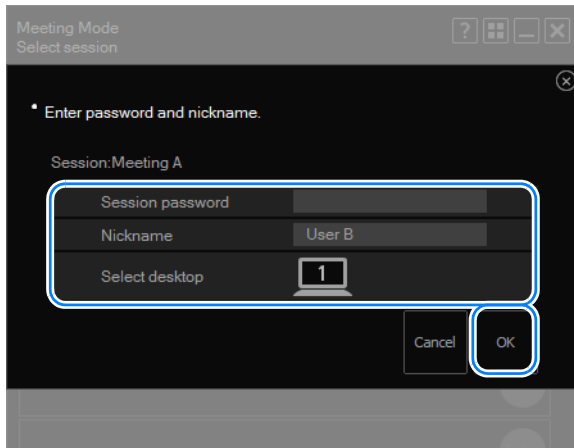 Meeting Mode
Select session
?
Enter password and nickname.
Session:Meeting A
Session password
Nickname User B
Select desktop 1
Cancel OK